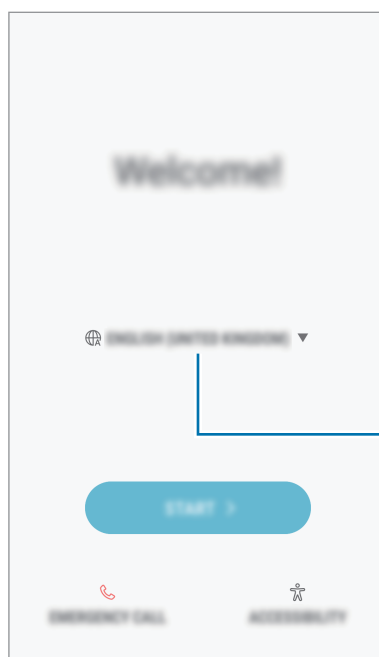 Welcome!
ENGLISH (UNITED KINGDOM)
START
EMERGENCY CALL
ACCESSIBILITY